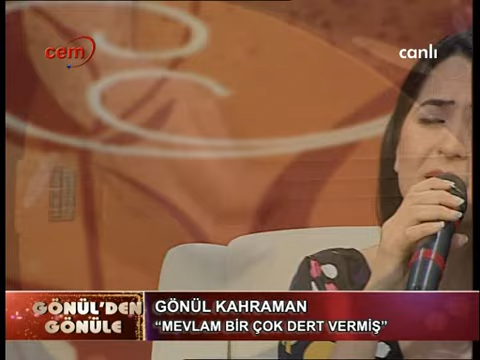 cem
canlı
GÖNÜL'DEN
GÖNÜLE
GÖNÜL KAHRAMAN
"MEVLAM BİR ÇOK DERT VERMİŞ"